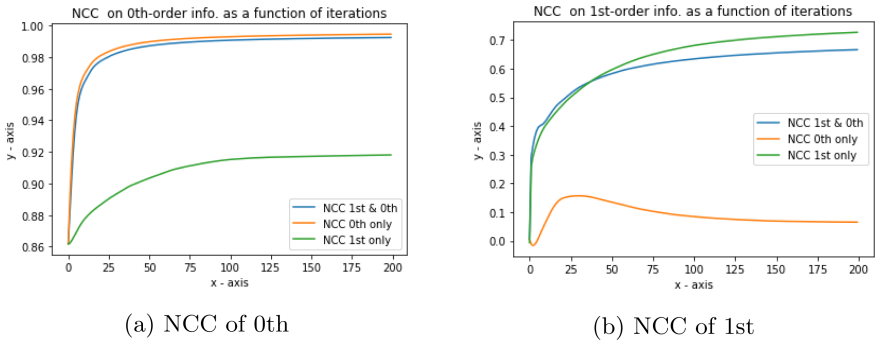 NCC on 0th-order info. as a function of iterations
1.00
0.98
0.96
0.94
0.92
0.90
0.88
0.86
y - axis
NCC 1st & 0th
NCC 0th only
NCC 1st only
0 25 50 75 100 125 150 175 200
x - axis
(a) NCC of 0th
NCC on 1st-order info. as a function of iterations
0.7
0.6
0.5
0.4
0.3
0.2
0.1
0.0
y - axis
NCC 1st & 0th
NCC 0th only
NCC 1st only
0 25 50 75 100 125 150 175 200
x - axis
(b) NCC of 1st